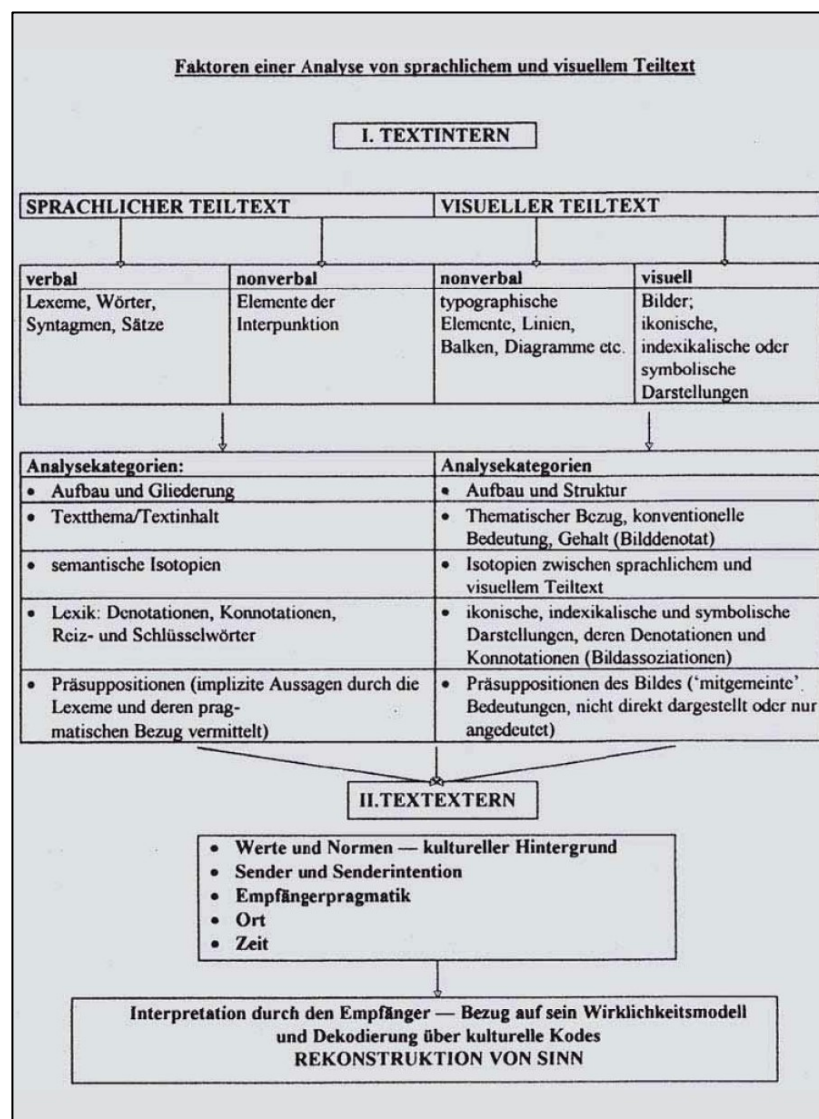 Faktoren einer Analyse von sprachlichem und visuellem Teiltext
I. TEXTINTERN
SPRACHLICHER TEILTEXT
VISUELLER TEILTEXT
verbal
Lexeme, Wörter,
Syntagmen, Sätze
nonverbal
Elemente der
Interpunktion
nonverbal
typographische
Elemente, Linien,
Balken, Diagramme etc.
visuell
Bilder;
ikonische,
indexikalische oder
symbolische
Darstellungen
Analysekategorien:
• Aufbau und Gliederung
• Textthema/Textinhalt
• semantische Isotopien
• Lexik: Denotationen, Konnotationen,
Reiz- und Schlüsselwörter
• Präsuppositionen (implizite Aussagen durch die
Lexeme und deren prag-
matischen Bezug vermittelt)
Analysekategorien
• Aufbau und Struktur
• Thematischer Bezug, konventionelle
Bedeutung, Gehalt (Bilddenotat)
• Isotopien zwischen sprachlichem und
visuellem Teiltext
• ikonische, indexikalische und symbolische
Darstellungen, deren Denotationen und
Konnotationen (Bildassoziationen)
• Präsuppositionen des Bildes (‘mitgemeinte’
Bedeutungen, nicht direkt dargestellt oder nur
angedeutet)
II.TEXTEXTERN
• Werte und Normen — kultureller Hintergrund
• Sender und Senderintention
• Empfängerpragmatik
• Ort
• Zeit
Interpretation durch den Empfänger — Bezug auf sein Wirklichkeitsmodell
und Dekodierung über kulturelle Kodes
REKONSTRUKTION VON SINN